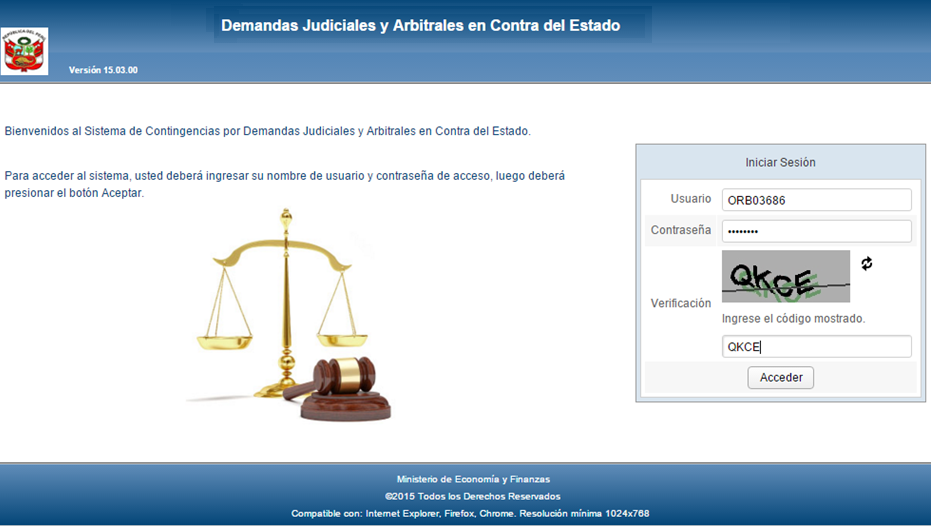 Demandas Judiciales y Arbitrales en Contra del Estado
REPUBLICA DEL PERU
Versión 15.03.00
Bienvenidos al Sistema de Contingencias por Demandas Judiciales y Arbitrales en Contra del Estado.
Para acceder al sistema, usted deberá ingresar su nombre de usuario y contraseña de acceso, luego deberá
presionar el botón Aceptar.
Iniciar Sesión
Usuario ORB03686
Contraseña ••••••••
QKCE
Verificación
Ingrese el código mostrado.
QKCE
Acceder
Ministerio de Economía y Finanzas
©2015 Todos los Derechos Reservados
Compatible con: Internet Explorer, Firefox, Chrome. Resolución mínima 1024x768